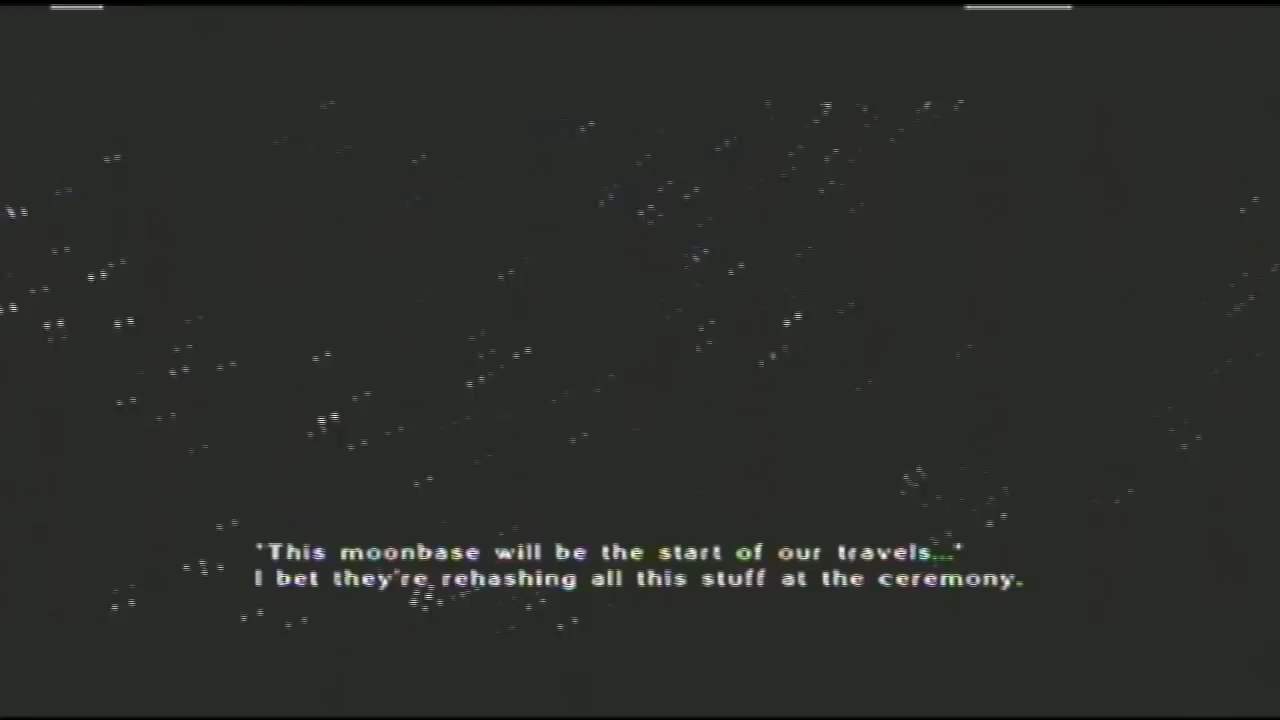 "This moonbase will be the start of our travels..."
I bet they're rehashing all this stuff at the ceremony.